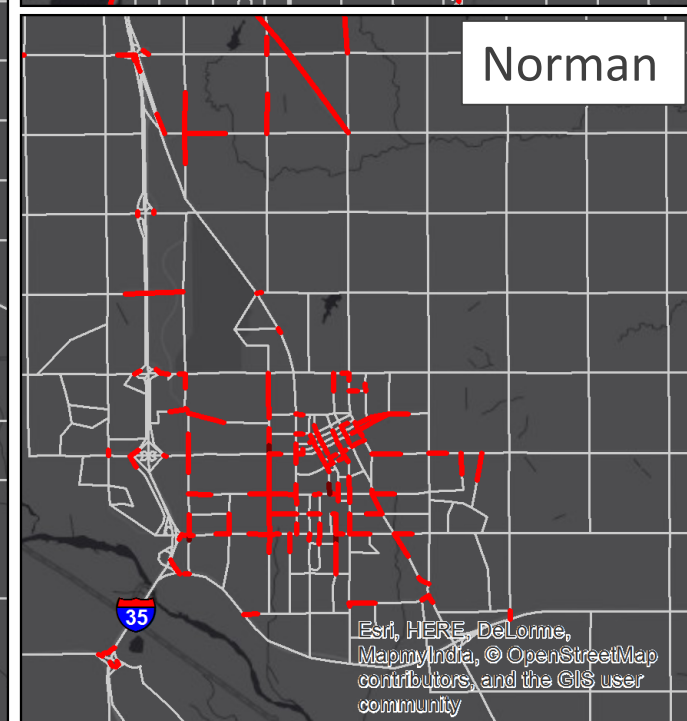 Norman
35
Esri, HERE, DeLorme,
MapmyIndia, © OpenStreetMap
contributors, and the GIS user
community